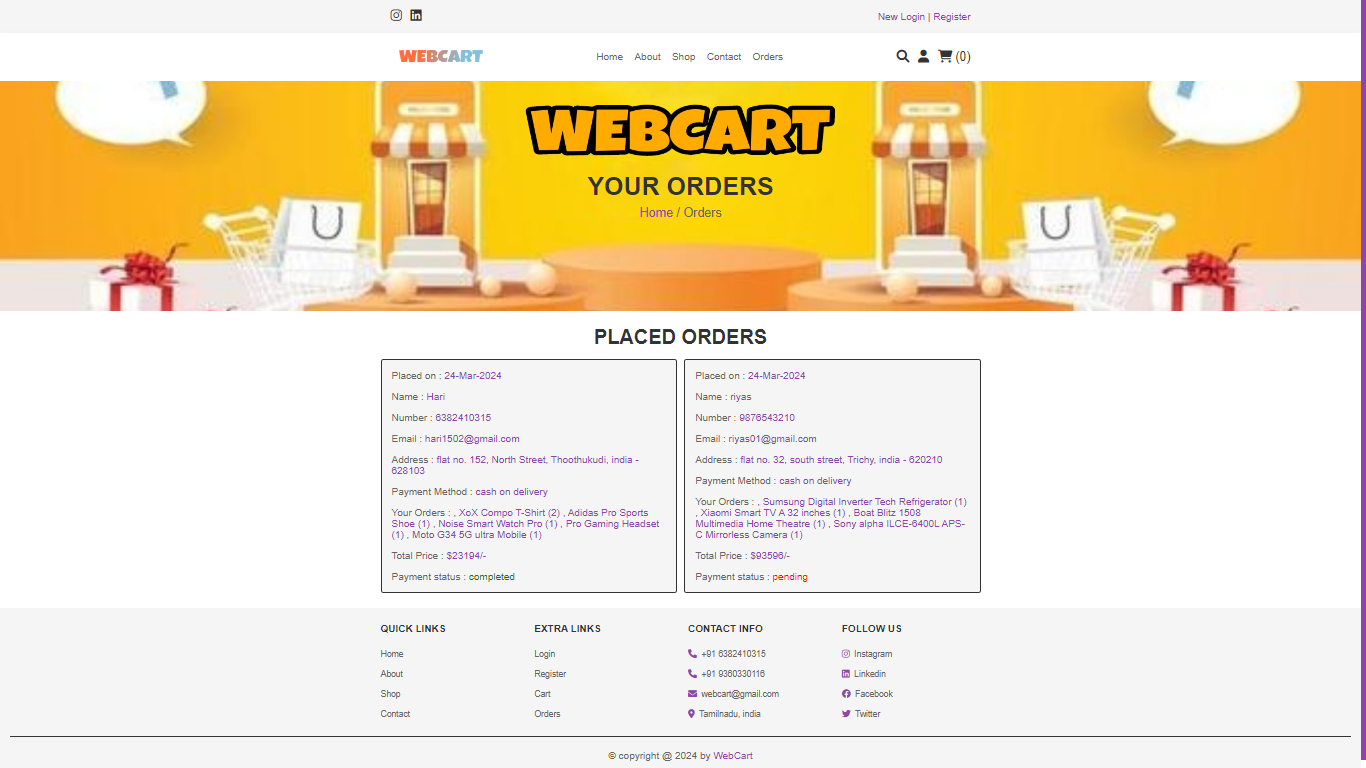 New Login | Register
WEBCART
Home About Shop Contact Orders
(0)
WEBCART
YOUR ORDERS
Home / Orders
PLACED ORDERS
Placed on : 24-Mar-2024
Name : Hari
Number : 6382410315
Email : hari1502@gmail.com
Address : flat no. 152, North Street, Thoothukudi, india -
628103
Payment Method : cash on delivery
Your Orders : , XoX Compo T-Shirt (2) , Adidas Pro Sports
Shoe (1) , Noise Smart Watch Pro (1) , Pro Gaming Headset
(1) , Moto G34 5G ultra Mobile (1)
Total Price : $23194/-
Payment status : completed
Placed on : 24-Mar-2024
Name : riyas
Number : 9876543210
Email : riyas01@gmail.com
Address : flat no. 32, south street, Trichy, india - 620210
Payment Method : cash on delivery
Your Orders : , Sumsung Digital Inverter Tech Refrigerator (1)
, Xiaomi Smart TV A 32 inches (1) , Boat Blitz 1508
Multimedia Home Theatre (1) , Sony alpha ILCE-6400L APS-
C Mirrorless Camera (1)
Total Price : $93596/-
Payment status : pending
QUICK LINKS
Home
About
Shop
Contact
EXTRA LINKS
Login
Register
Cart
Orders
CONTACT INFO
+91 6382410315
+91 9360330116
webcart@gmail.com
Tamilnadu, india
FOLLOW US
Instagram
Linkedin
Facebook
Twitter
© copyright @ 2024 by WebCart